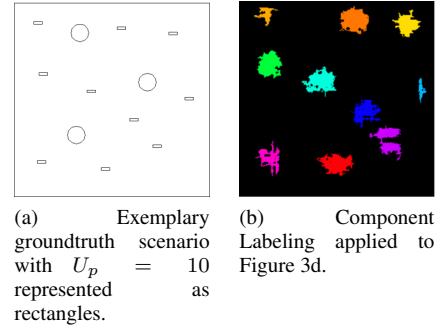 (a) Exemplary
groundtruth scenario
with U_p = 10
represented as
rectangles.
(b) Component
Labeling applied to
Figure 3d.